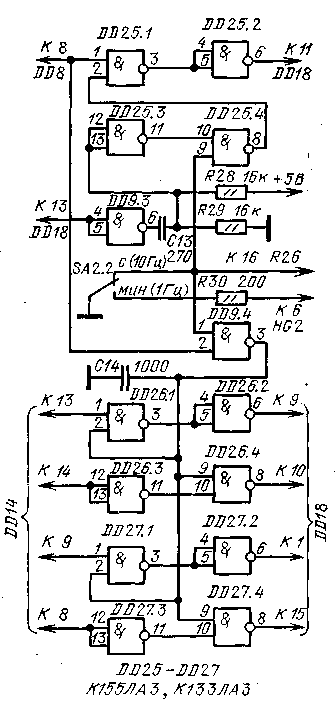 К 8
DD8
DD25.1
1
2
&
3
DD25.2
4
5
&
6
К 11
DD18
DD25.3
12
13
&
11
DD25.4
10
9
&
8
R28 16к +5В
К 13
DD18
DD9.3
4
5
&
6
С13
270
R29 16к
SA2.2
с (10Гц)
К 16 R26
мин (1Гц)
R30 200
К 6
HG2
DD9.4
1
2
&
3
С14 1000
К 13
DD26.1
1
2
&
3
DD26.2
4
5
&
6
К 9
К 14
DD26.3
12
13
&
11
DD26.4
9
10
&
8
К 10
DD14
DD18
К 9
DD27.1
1
2
&
3
DD27.2
4
5
&
6
К 1
К 8
DD27.3
12
13
&
11
DD27.4
9
10
&
8
К15
DD25-DD27
К155ЛА3, К133ЛА3